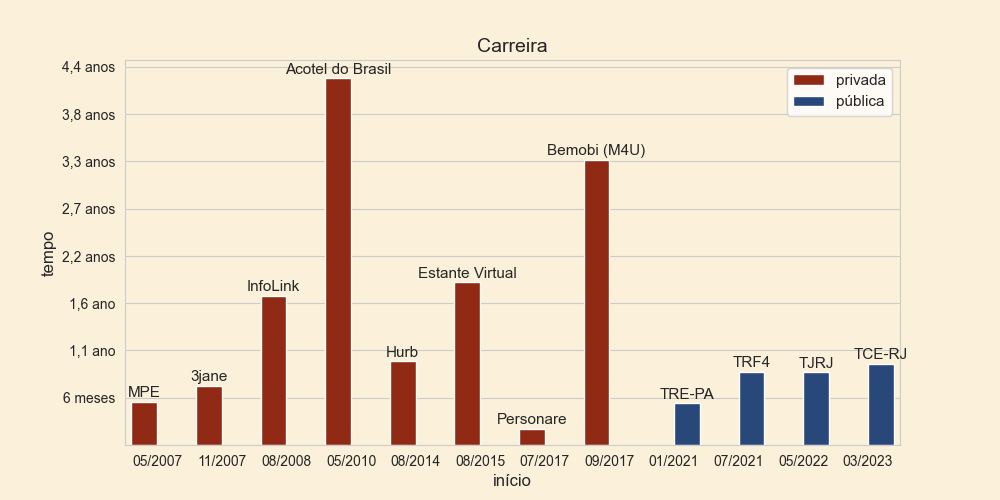 Carreira
privada
pública
tempo
4,4 anos
3,8 anos
3,3 anos
2,7 anos
2,2 anos
1,6 ano
1,1 ano
6 meses
MPE
3jane
InfoLink
Acotel do Brasil
Hurb
Estante Virtual
Personare
Bemobi (M4U)
TRE-PA
TRF4
TJRJ
TCE-RJ
05/2007 11/2007 08/2008 05/2010 08/2014 08/2015 07/2017 09/2017 01/2021 07/2021 05/2022 03/2023
início